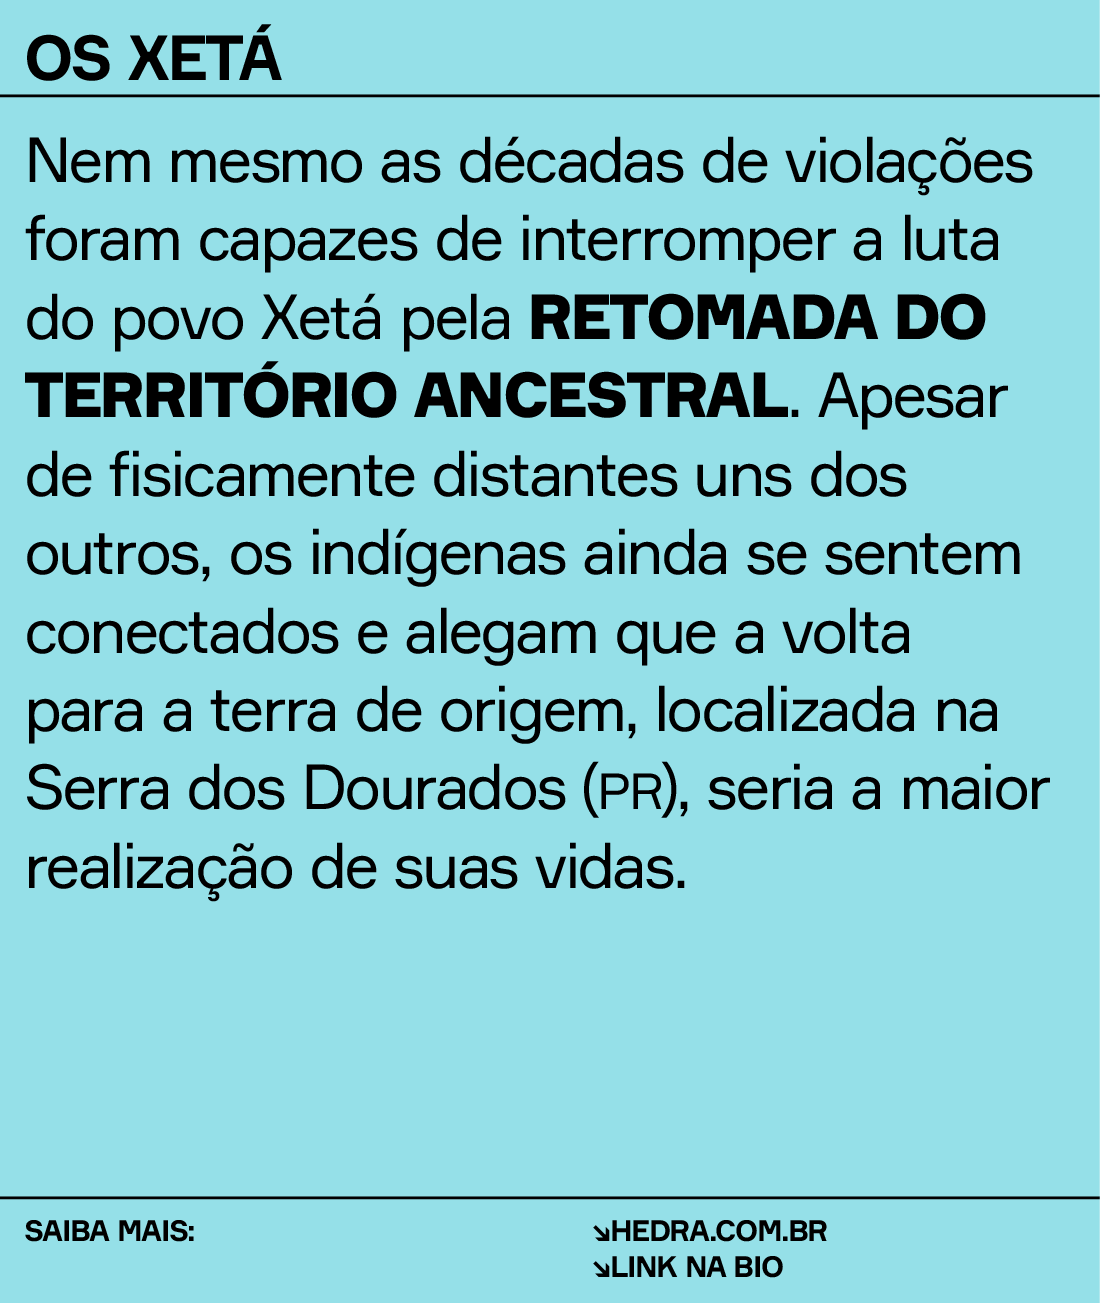 OS XETÁ
Nem mesmo as décadas de violações
foram capazes de interromper a luta
do povo Xetá pela RETOMADA DO
TERRITÓRIO ANCESTRAL. Apesar
de fisicamente distantes uns dos
outros, os indígenas ainda se sentem
conectados e alegam que a volta
para a terra de origem, localizada na
Serra dos Dourados (PR), seria a maior
realização de suas vidas.
SAIBA MAIS:
↘HEDRA.COM.BR
↘LINK NA BIO